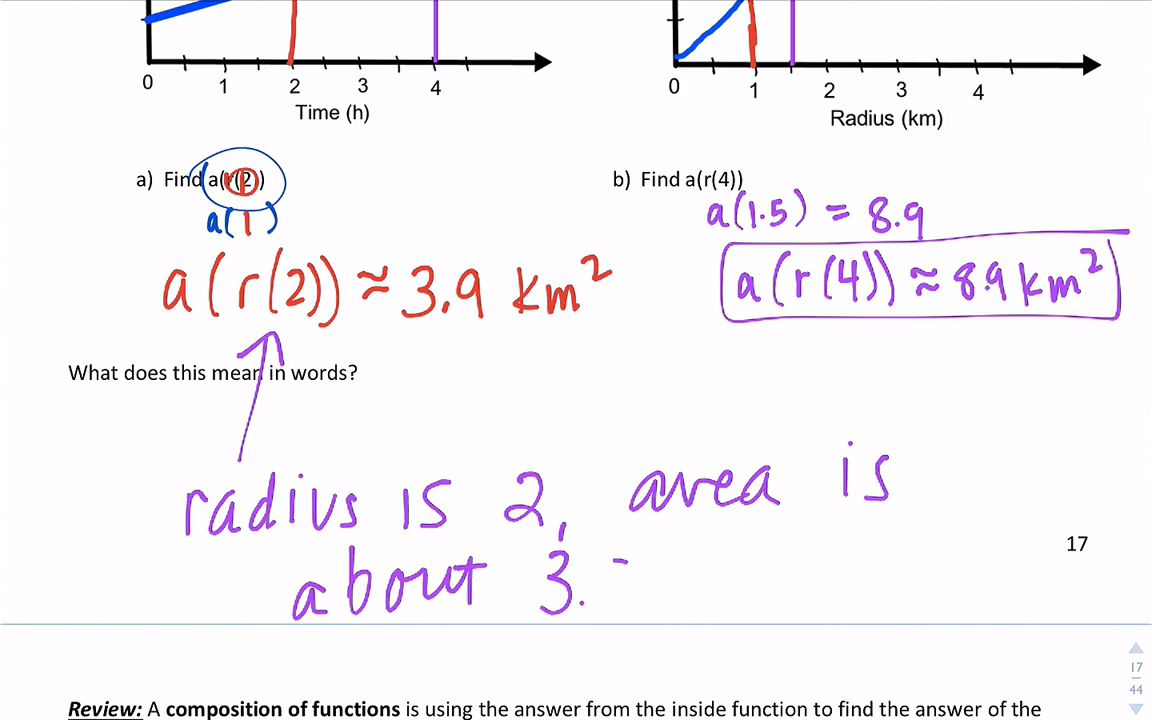 0 1 2 3 4
Time (h)
0 1 2 3 4
Radius (km)
a) Find a(r(2))
a(1)
a(r(2)) ≈ 3.9 km²
b) Find a(r(4))
a(1.5) = 8.9
a(r(4)) ≈ 8.9 km²
What does this mean in words?
radius is 2, area is
about 3.
17
17
44
Review: A composition of functions is using the answer from the inside function to find the answer of the